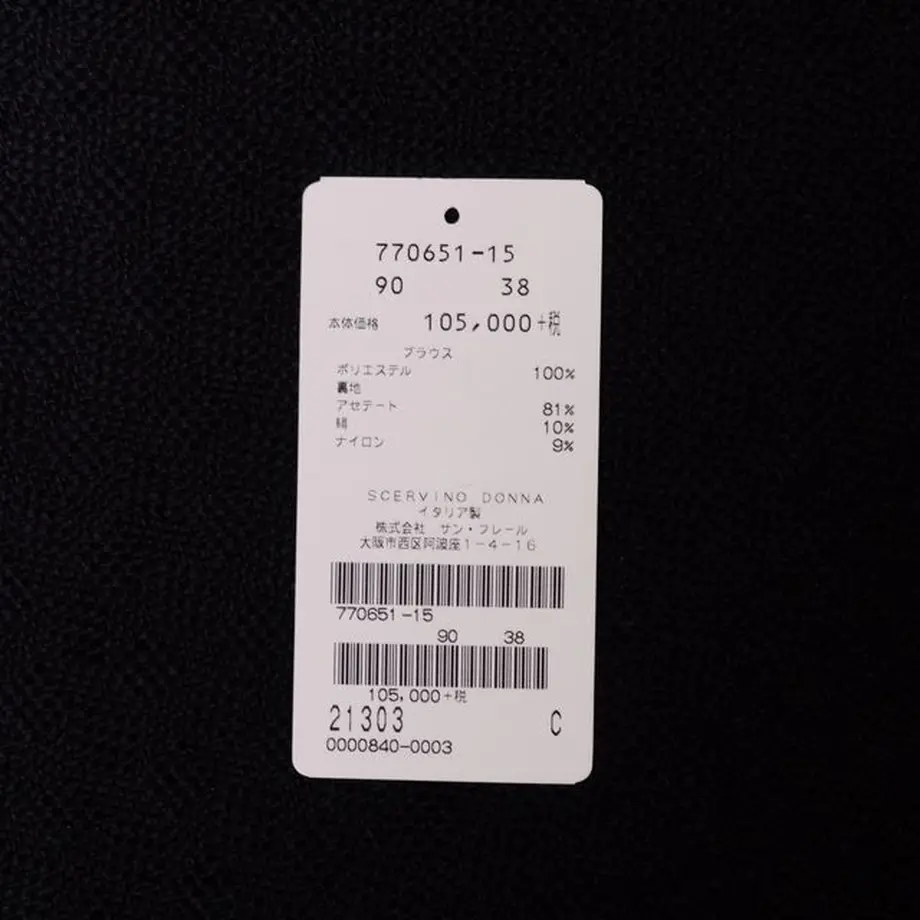 770651-15
90 38
本体価格 105,000+税
ブラウス
ポリエステル 100%
裏地
アセテート 81%
絹 10%
ナイロン 9%
SCERVINO DONNA
イタリア製
株式会社 サン・フレール
大阪市西区阿波座1-4-16
770651-15
90 38
105,000+税
21303 C
0000840-0003